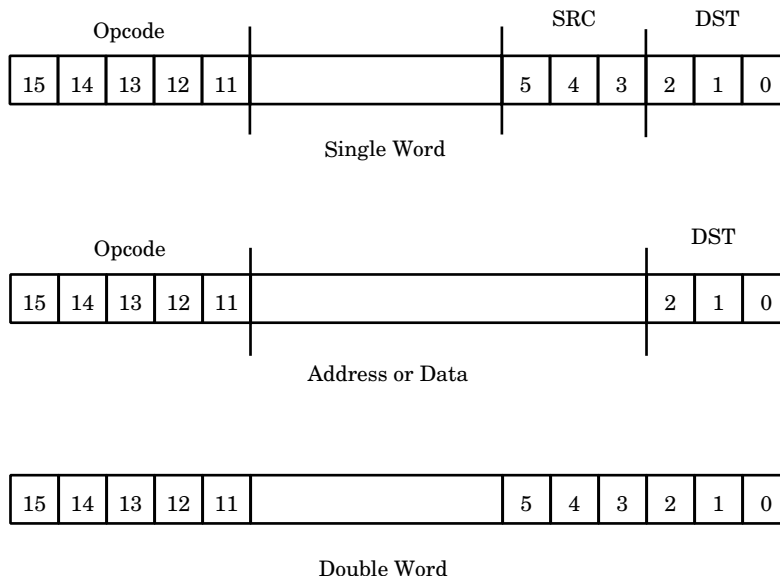 Opcode SRC DST
15 14 13 12 11 5 4 3 2 1 0
Single Word
Opcode DST
15 14 13 12 11 2 1 0
Address or Data
15 14 13 12 11 5 4 3 2 1 0
Double Word